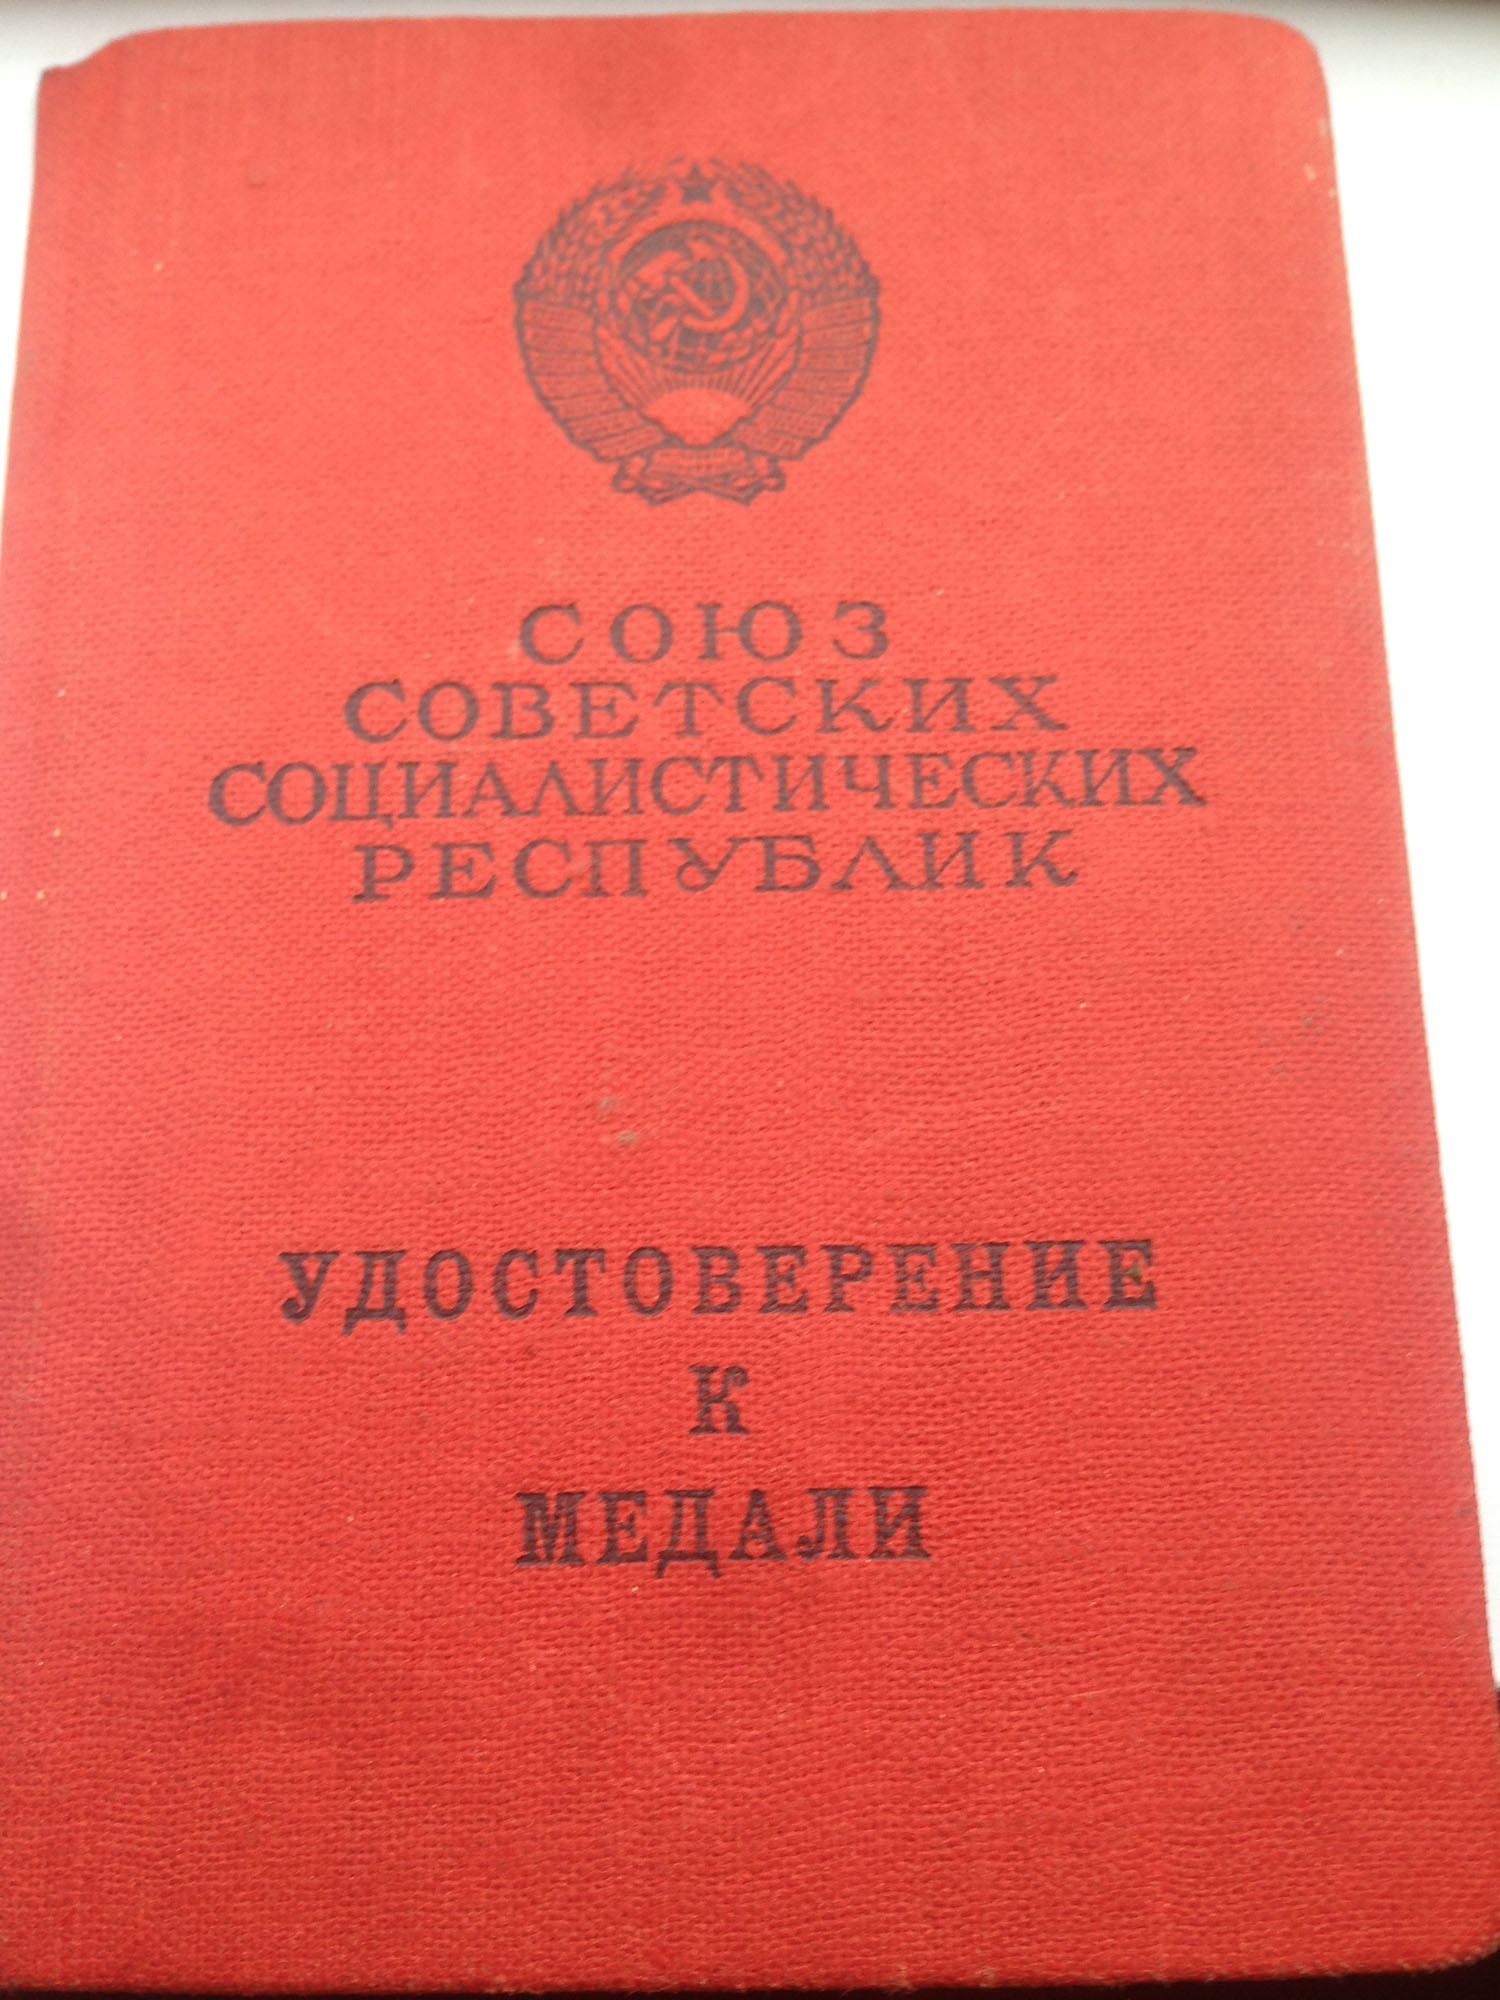 СОЮЗ
СОВЕТСКИХ
СОЦИАЛИСТИЧЕСКИХ
РЕСПУБЛИК
УДОСТОВЕРЕНИЕ
К
МЕДАЛИ